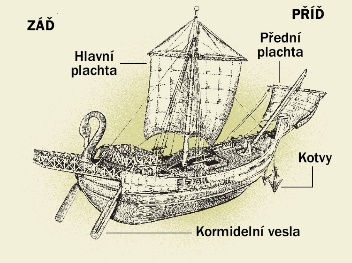 ZÁĎ
PŘÍĎ
Hlavní
plachta
Přední
plachta
Kotvy
Kormidelní vesla